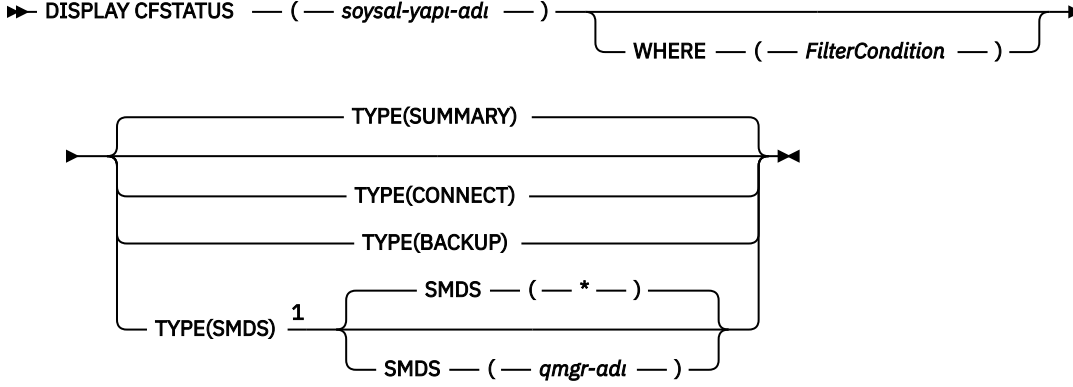 DISPLAY CFSTATUS ( soysal-yapı-adı )
WHERE ( FilterCondition )
TYPE(SUMMARY)
TYPE(CONNECT)
TYPE(BACKUP)
SMDS ( * )
TYPE(SMDS) 1
SMDS ( qmgr-adı )